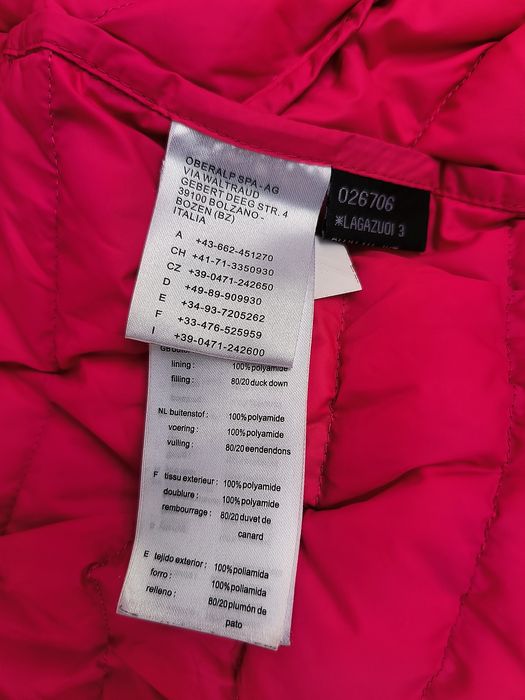 OBERALP SPA - AG
VIA WALTRAUD
GEBERT DEEG STR. 4
39100 BOLZANO -
BOZEN (BZ)
ITALIA
A +43-662-451270
CH +41-71-3350930
CZ +39-0471-242650
D +49-89-909930
E +34-93-7205262
F +33-476-525959
I +39-0471-242600
026706
※LAGAZUOI 3
100%polyamide
lining: 100%polyamide
filling: 80/20 duck down
NL buitenstof: 100%polyamide
voering: 100%polyamide
vulling: 80/20eendendons
F tissu exterieur: 100%polyamide
doublure: 100%polyamide
rembourrage: 80/20 duvet de
canard
E tejido exterior: 100%poliamida
forro: 100%poliamida
relleno: 80/20 plumón de
pato